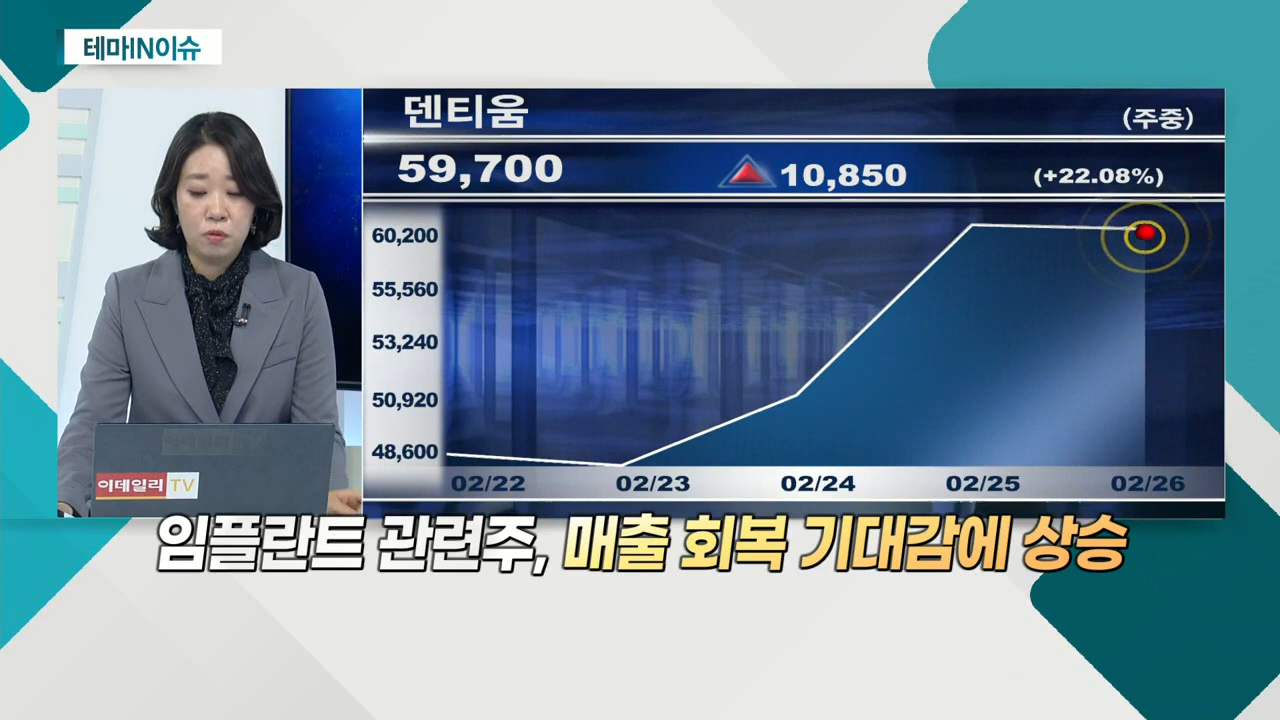 테마IN이슈
덴티움
(주중)
59,700 10,850 (+22.08%)
60,200
55,560
53,240
50,920
48,600
02/22 02/23 02/24 02/25 02/26
이데일리 TV
임플란트 관련주, 매출 회복 기대감에 상승